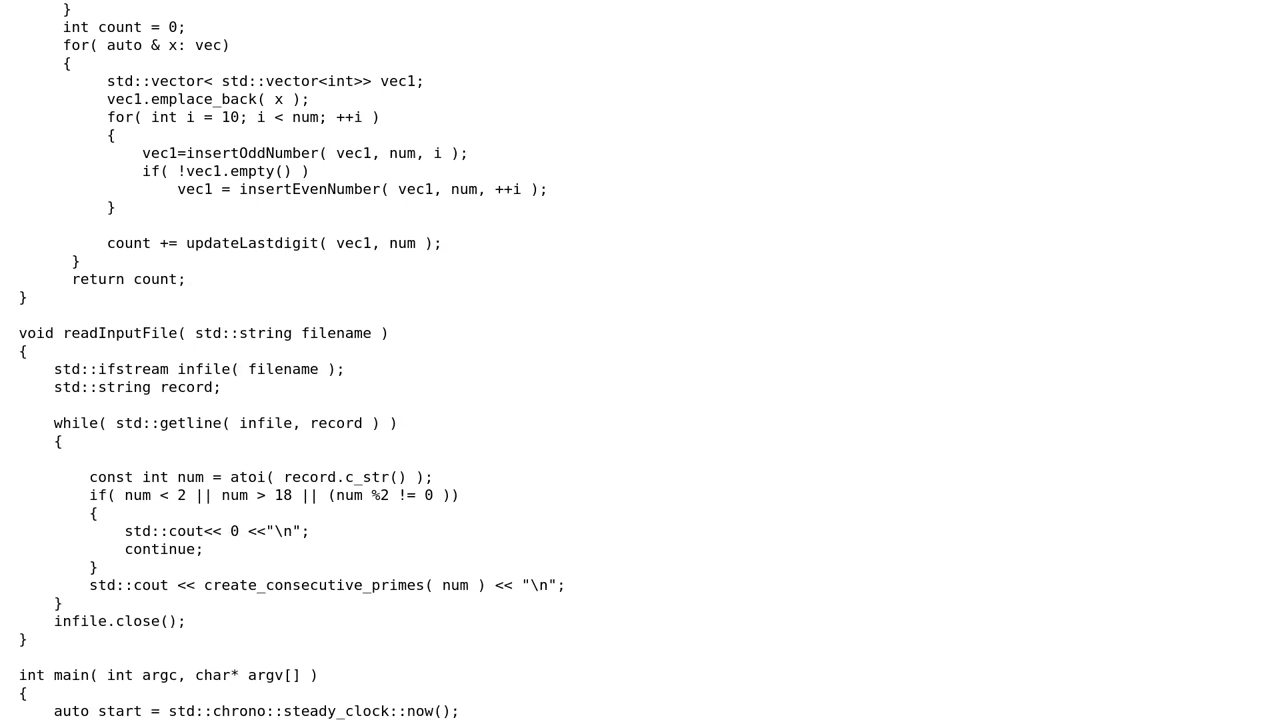 }
int count = 0;
for( auto & x: vec)
{
std::vector< std::vector<int>> vec1;
vec1.emplace_back( x );
for( int i = 10; i < num; ++i )
{
vec1=insertOddNumber( vec1, num, i );
if( !vec1.empty() )
vec1 = insertEvenNumber( vec1, num, ++i );
}
count += updateLastdigit( vec1, num );
}
return count;
}
void readInputFile( std::string filename )
{
std::ifstream infile( filename );
std::string record;
while( std::getline( infile, record ) )
{
const int num = atoi( record.c_str() );
if( num < 2 || num > 18 || (num %2 != 0 ))
{
std::cout<< 0 <<"\n";
continue;
}
std::cout << create_consecutive_primes( num ) << "\n";
}
infile.close();
}
int main( int argc, char* argv[] )
{
auto start = std::chrono::steady_clock::now();